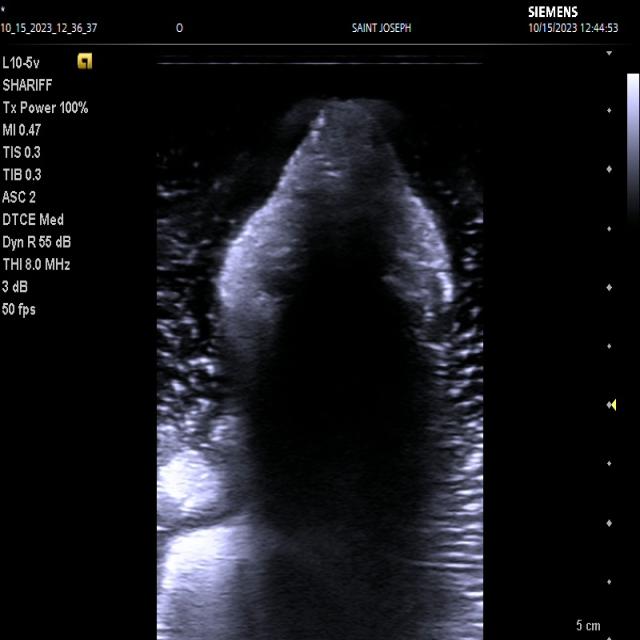 *
SIEMENS
10_15_2023_12_36_37 O SAINT JOSEPH 10/15/2023 12:44:53
L10-5v
SHARIFF
Tx Power 100%
MI 0.47
TIS 0.3
TIB 0.3
ASC 2
DTCE Med
Dyn R 55 dB
THI 8.0 MHz
3 dB
50 fps
5 cm